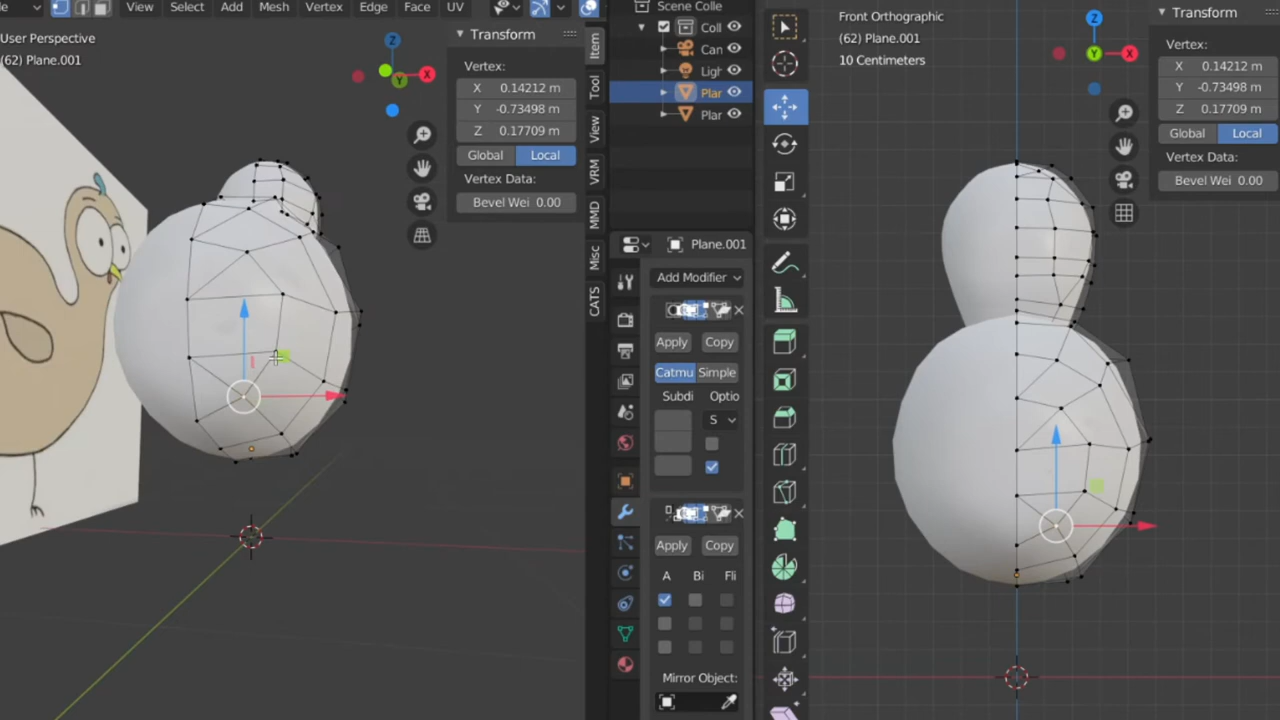 le
View
Select
Add
Mesh
Vertex
Edge
Face
UV
User Perspective
(62) Plane.001
Z
X
Y
Transform
Vertex:
X 0.14212 m
Y -0.73498 m
Z 0.17709 m
Global Local
Vertex Data:
Bevel Wei 0.00
Item
Tool
View
VRM
MMD
Misc
CATS
Scene Colle
Coll
Can
Ligh
Plar
Plar
Plane.001
Add Modifier
Apply Copy
Catmu Simple
Subdi Optio
S
Apply Copy
A Bi Fli
Mirror Object:
Front Orthographic
(62) Plane.001
10 Centimeters
Z
Y
X
Transform
Vertex:
X 0.14212 m
Y -0.73498 m
Z 0.17709 m
Global Local
Vertex Data:
Bevel Wei 0.00